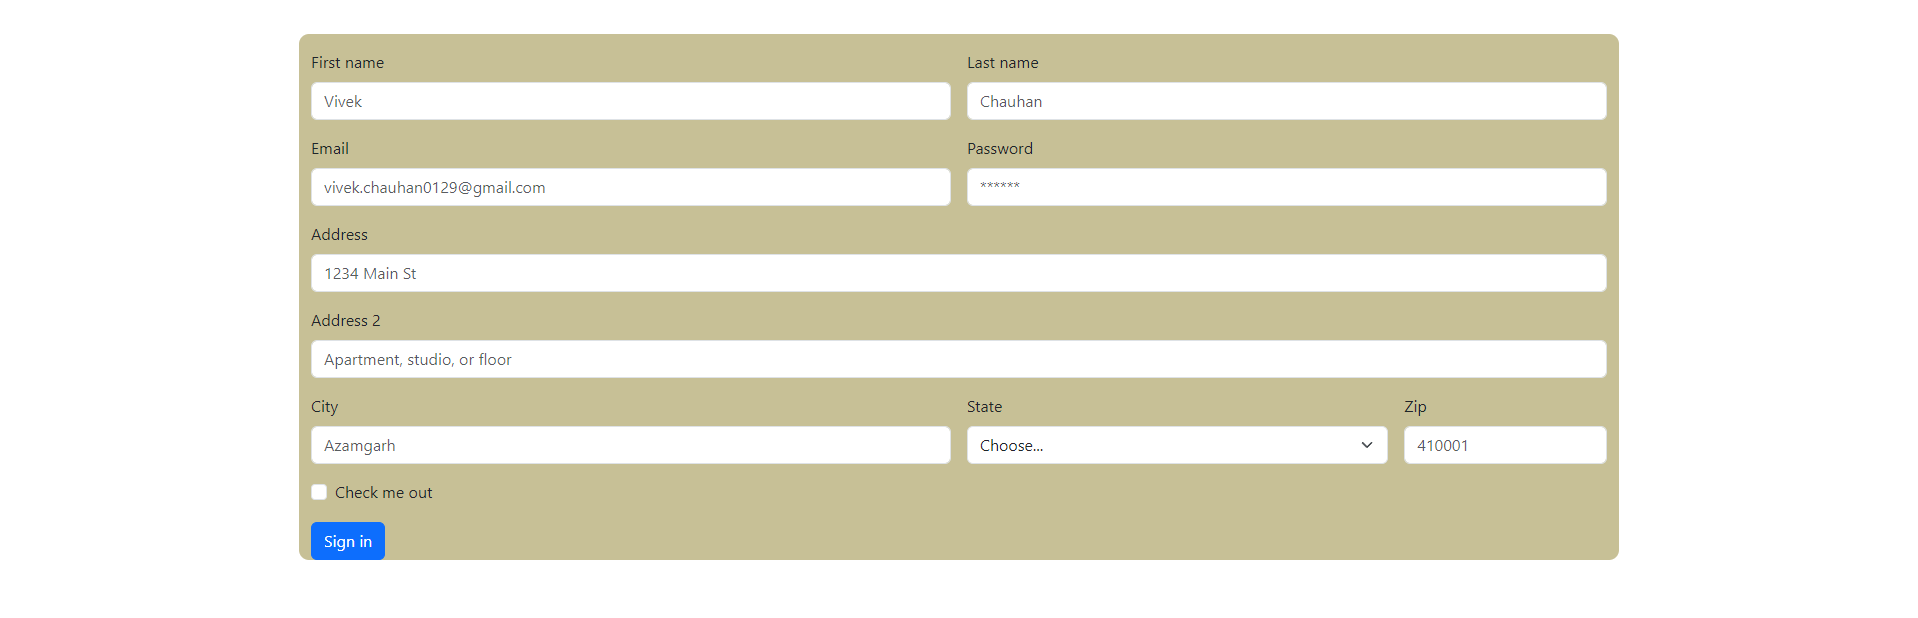 First name Last name
Vivek Chauhan
Email Password
vivek.chauhan0129@gmail.com ******
Address
1234 Main St
Address 2
Apartment, studio, or floor
City State Zip
Azamgarh Choose... 410001
Check me out
Sign in